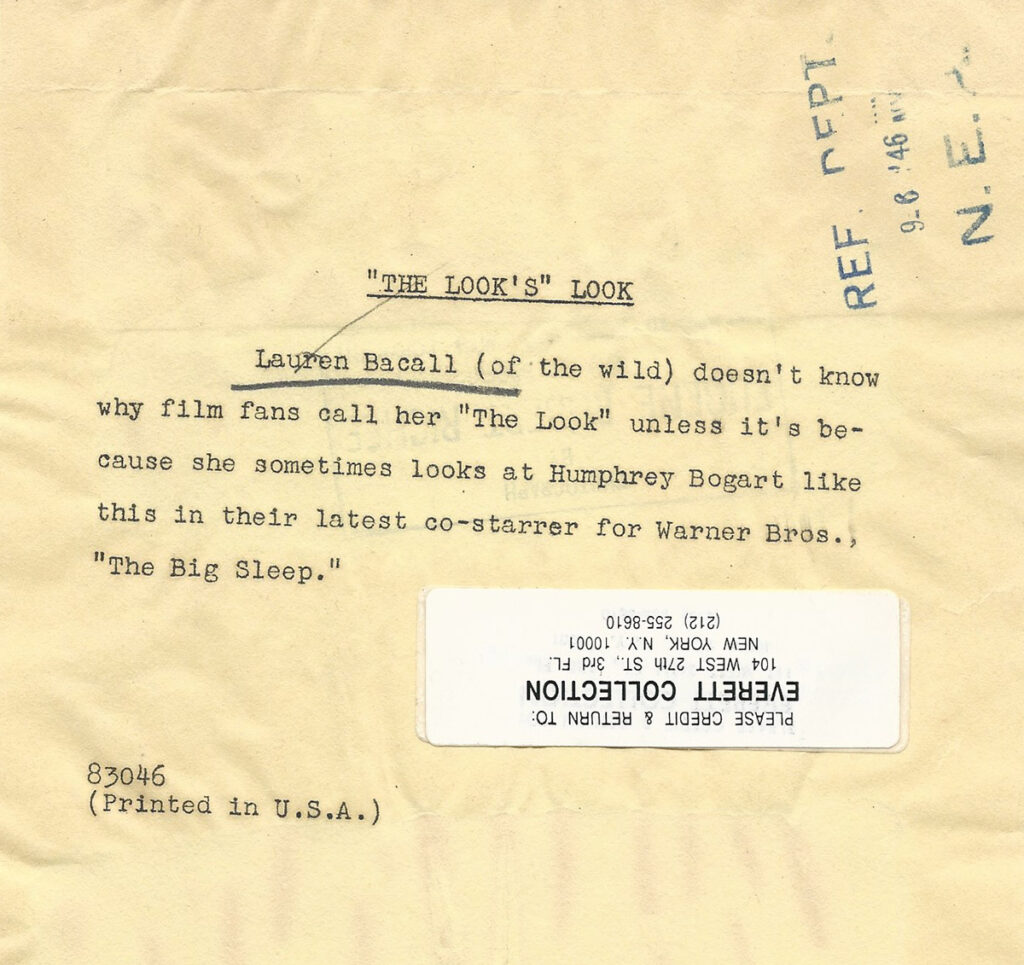 REF. DEPT.
9-6 '46
N. E.
"THE LOOK'S" LOOK
Lauren Bacall (of the wild) doesn't know
why film fans call her "The Look" unless it's be-
cause she sometimes looks at Humphrey Bogart like
this in their latest co-starrer for Warner Bros.,
"The Big Sleep."
PLEASE CREDIT & RETURN TO:
EVERETT COLLECTION
104 WEST 27th ST., 3rd FL.
NEW YORK, N.Y. 10001
(212) 255-8610
83046
(Printed in U.S.A.)